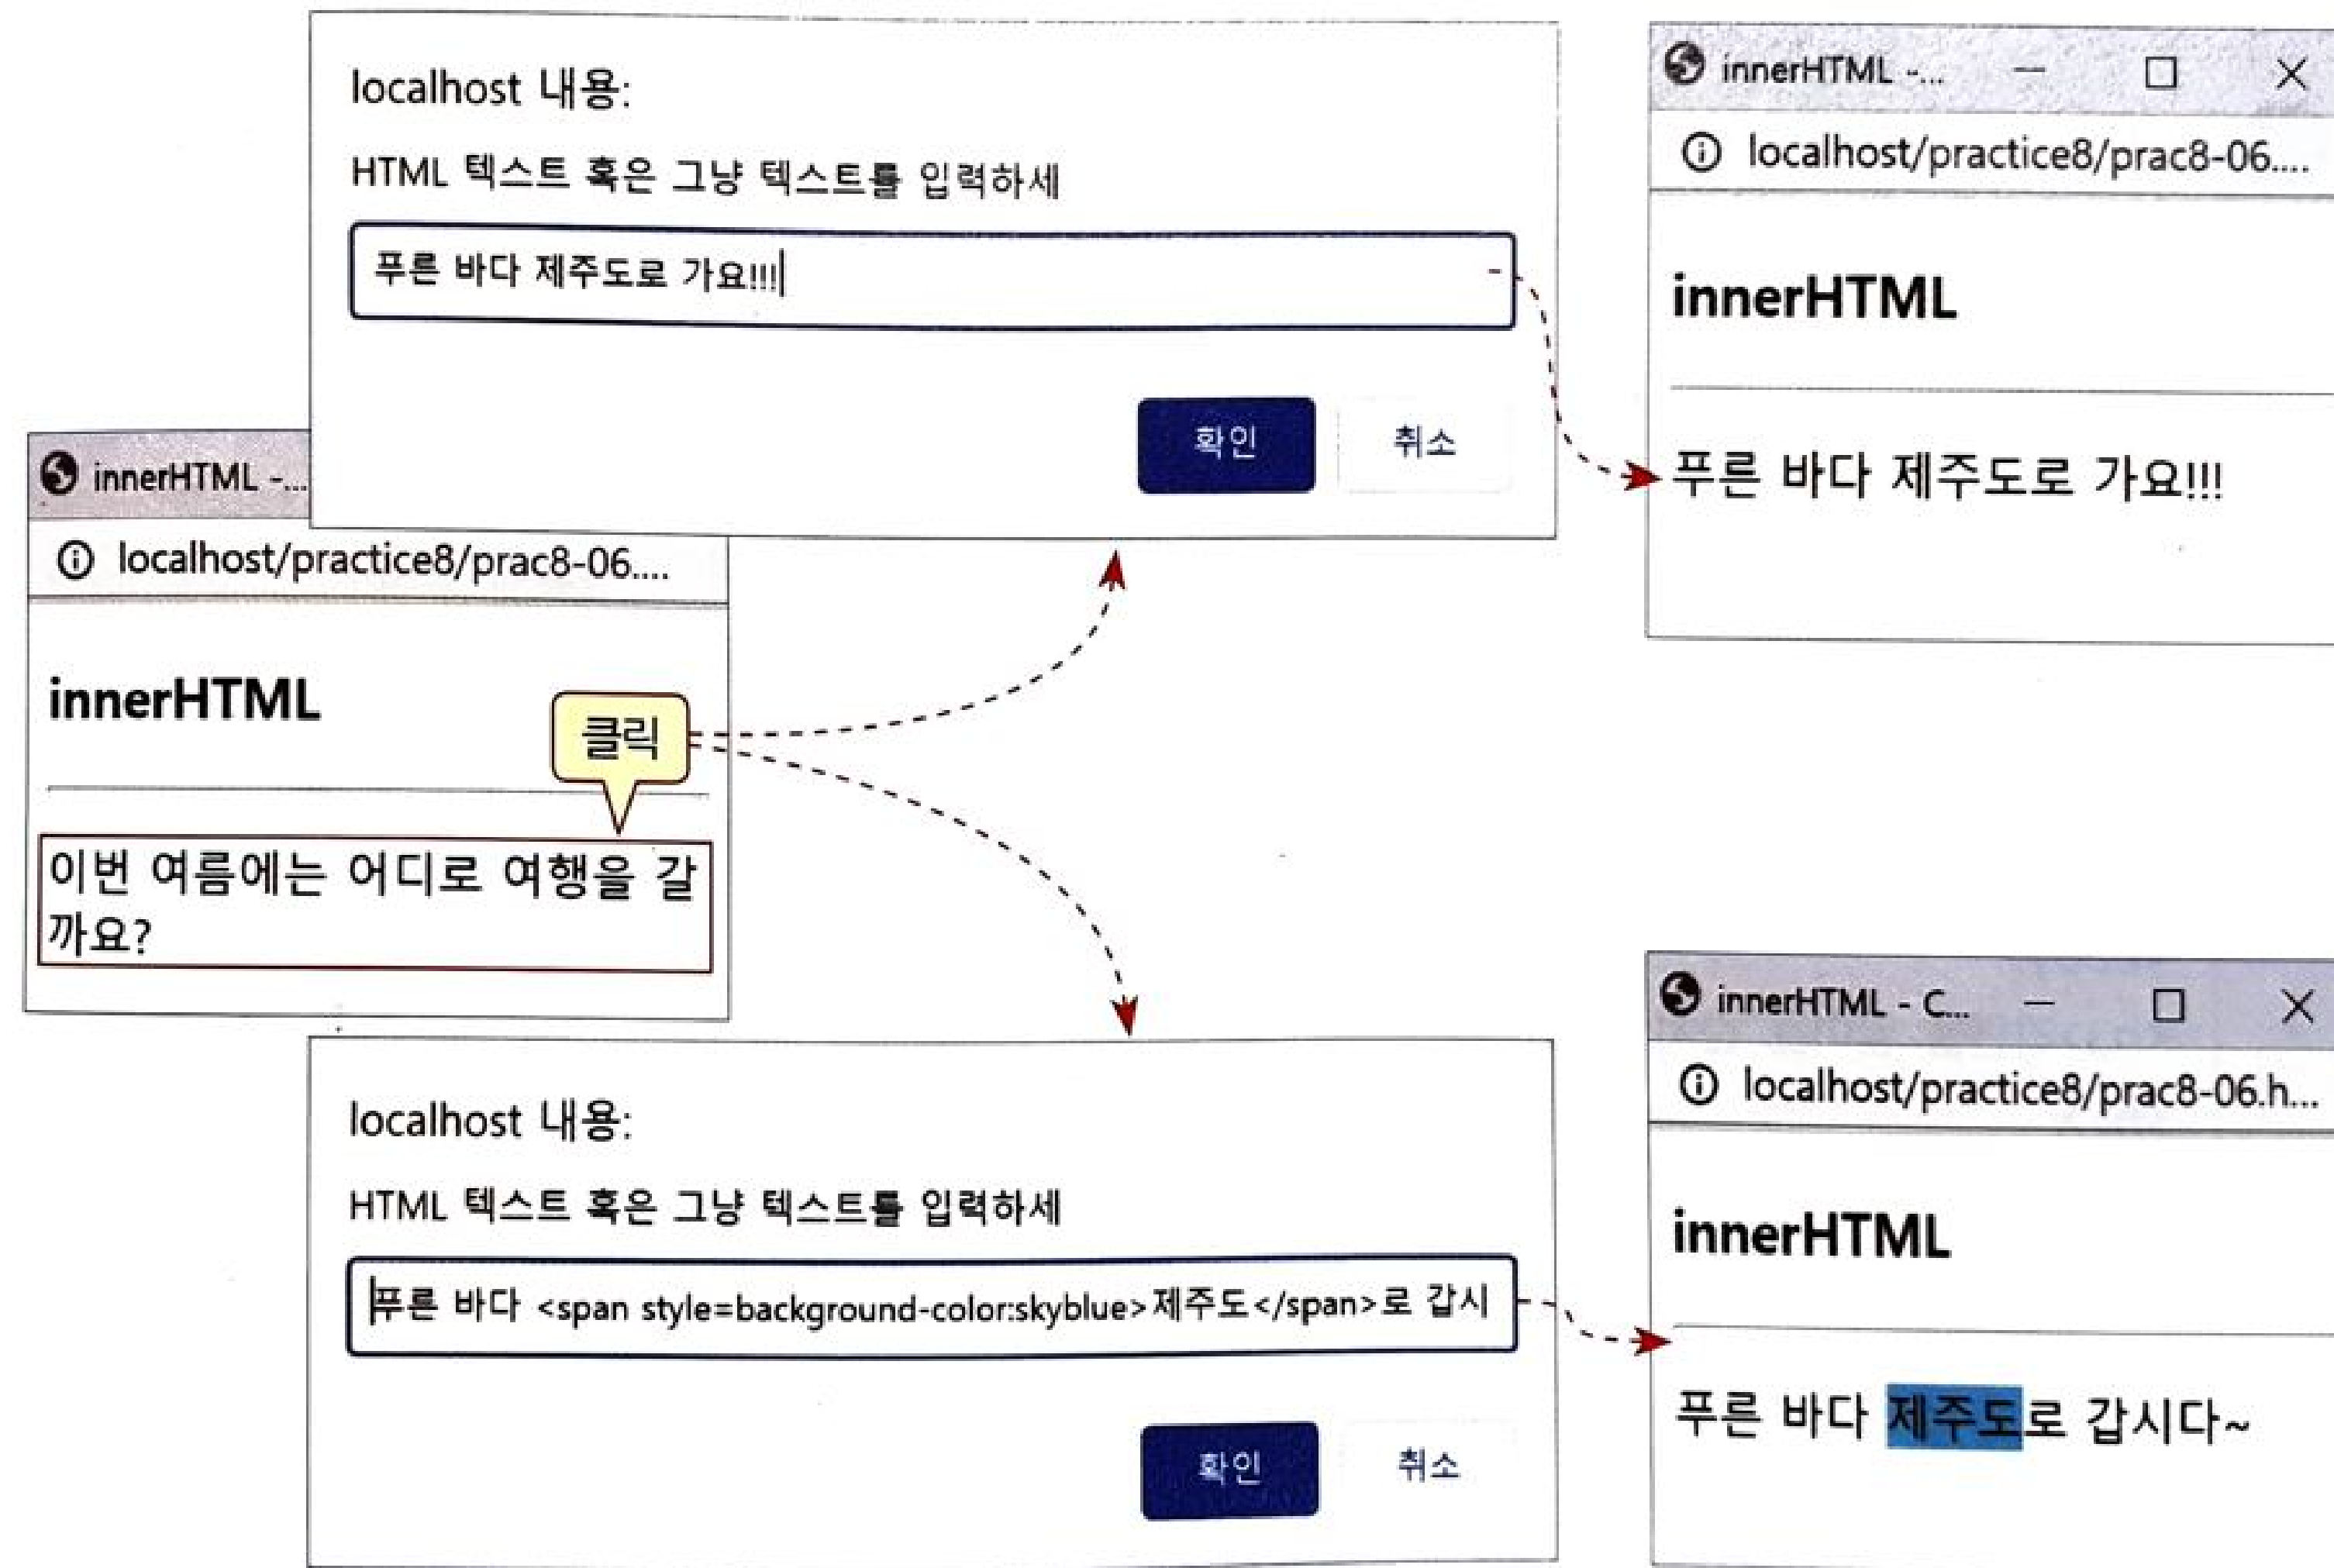 localhost 내용:
HTML 텍스트 혹은 그냥 텍스트를 입력하세
푸른 바다 제주도로 가요!!!
확인 취소
innerHTML -...
localhost/practice8/prac8-06....
innerHTML
푸른 바다 제주도로 가요!!!
innerHTML -...
localhost/practice8/prac8-06....
innerHTML
클릭
이번 여름에는 어디로 여행을 갈
까요?
localhost 내용:
HTML 텍스트 혹은 그냥 텍스트를 입력하세
푸른 바다 <span style=background-color:skyblue>제주도</span>로 갑시
확인 취소
innerHTML - C...
localhost/practice8/prac8-06.h...
innerHTML
푸른 바다 제주도로 갑시다~